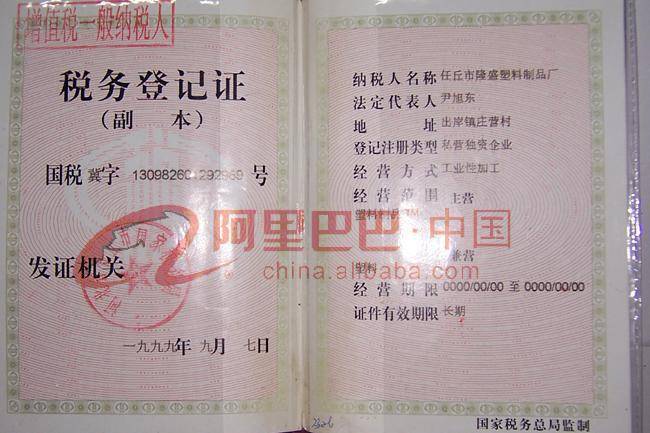 增值税一般纳税人
税务登记证
(副 本)
国税 冀字 号
发证机关
一九九九年 九月 七日
纳税人名称 任丘市隆盛塑料制品厂
法定代表人 尹旭东
地 址 出岸镇庄营村
登记注册类型 私营独资企业
经营方式 工业性加工
经营范围 主营
塑料制品
兼营
塑料
经营期限 0000/00/00 至 0000/00/00
证件有效期限 长期
国家税务总局监制
阿里巴巴·中国
china.alibaba.com